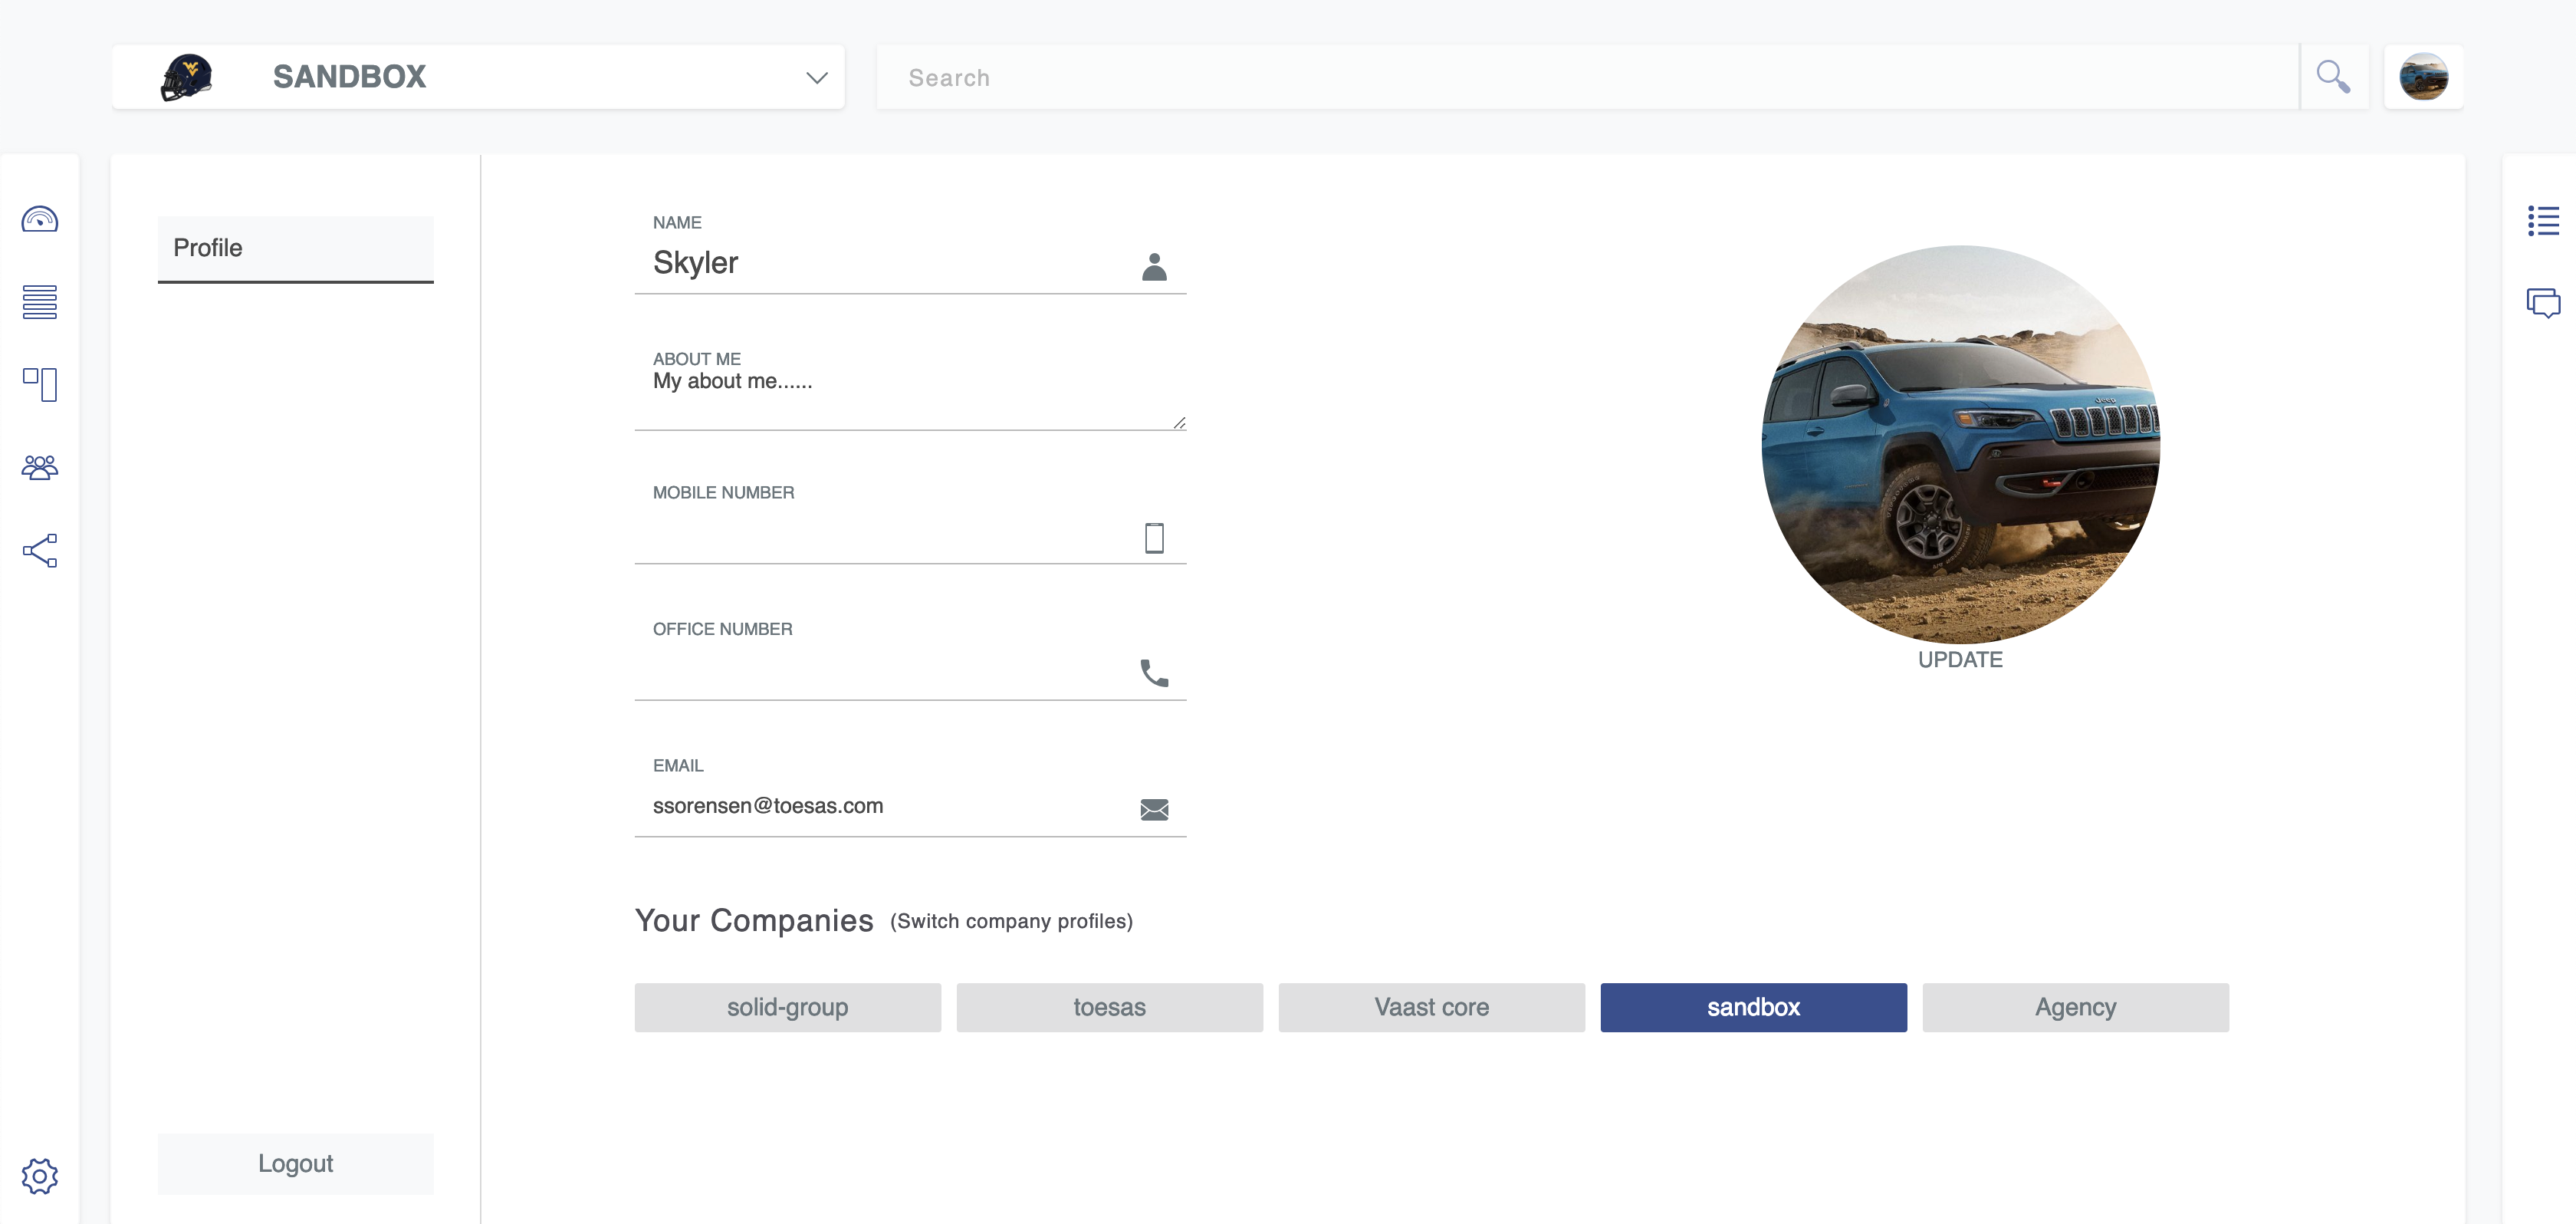 SANDBOX
Search
Profile
NAME
Skyler
ABOUT ME
My about me......
MOBILE NUMBER
OFFICE NUMBER
EMAIL
ssorensen@toesas.com
Jeep
UPDATE
Your Companies (Switch company profiles)
solid-group toesas Vaast core sandbox Agency
Logout